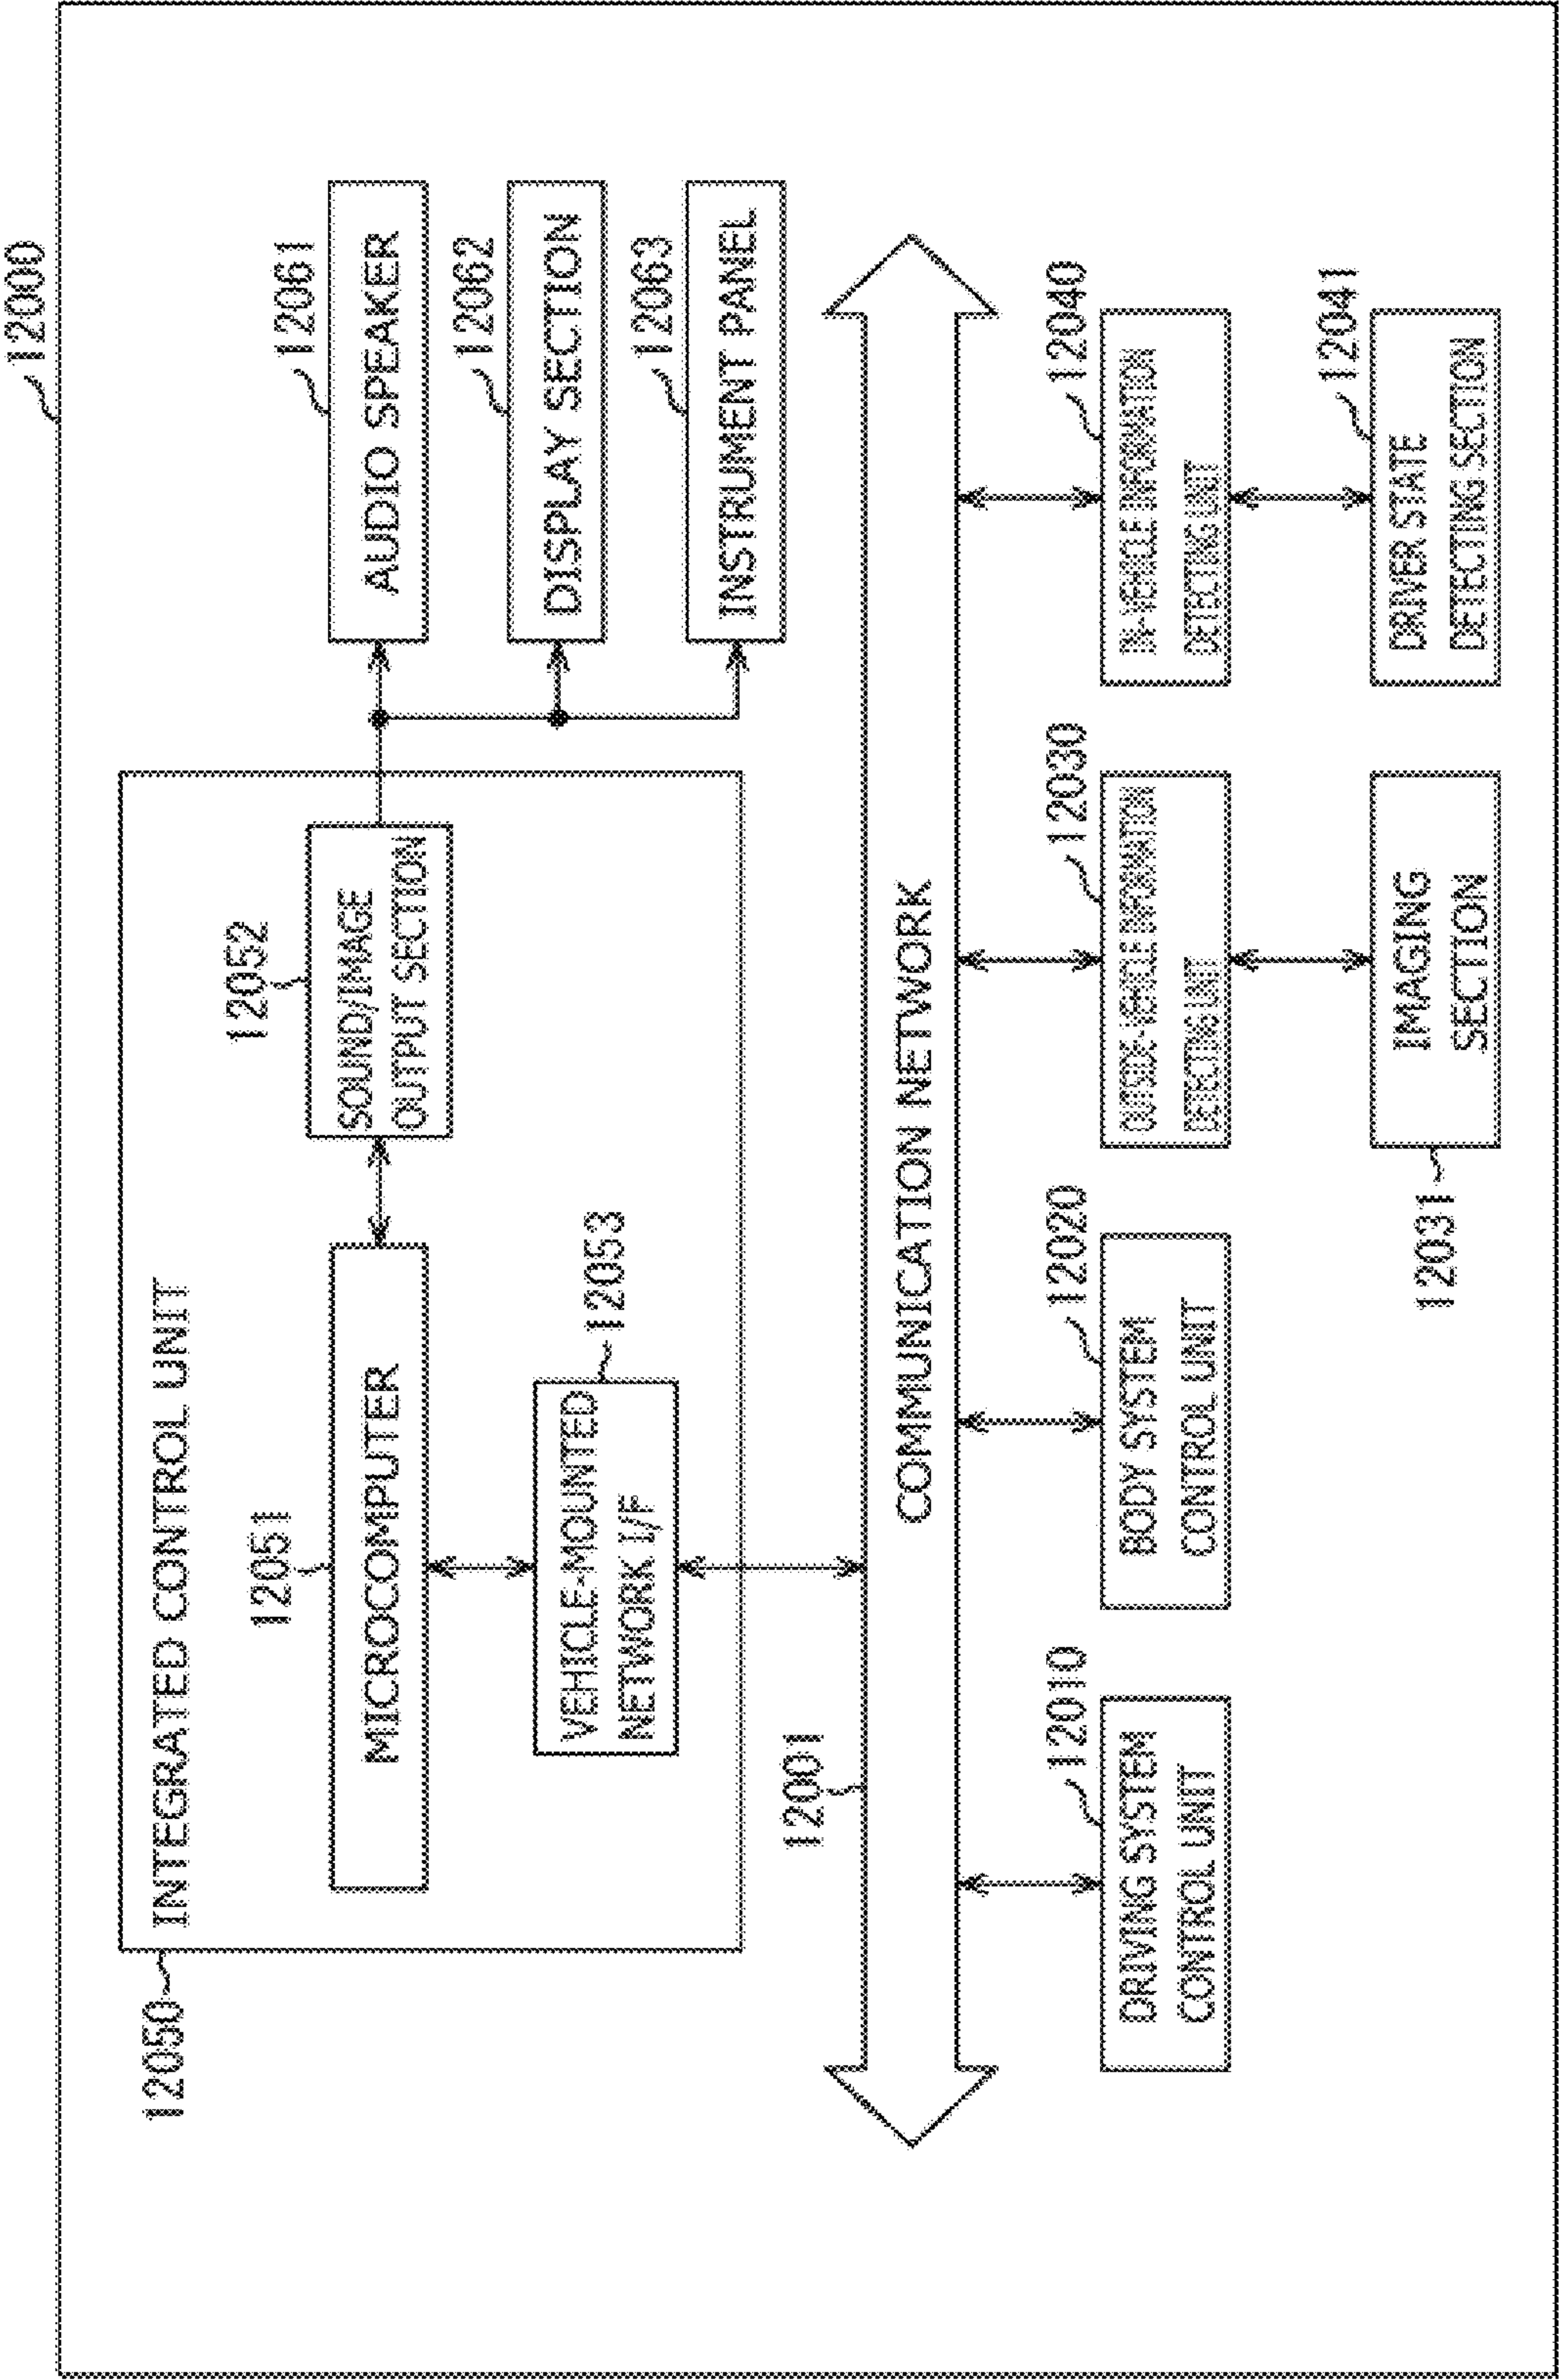 12000
12050
INTEGRATED CONTROL UNIT
12051
MICROCOMPUTER
12052
SOUND/IMAGE
OUTPUT SECTION
12053
VEHICLE-MOUNTED
NETWORK I/F
12061
AUDIO SPEAKER
12062
DISPLAY SECTION
12063
INSTRUMENT PANEL
12001
COMMUNICATION NETWORK
12010
DRIVING SYSTEM
CONTROL UNIT
12020
BODY SYSTEM
CONTROL UNIT
12030
OUTSIDE-VEHICLE INFORMATION
DETECTING UNIT
12040
IN-VEHICLE INFORMATION
DETECTING UNIT
12031
IMAGING
SECTION
12041
DRIVER STATE
DETECTING SECTION